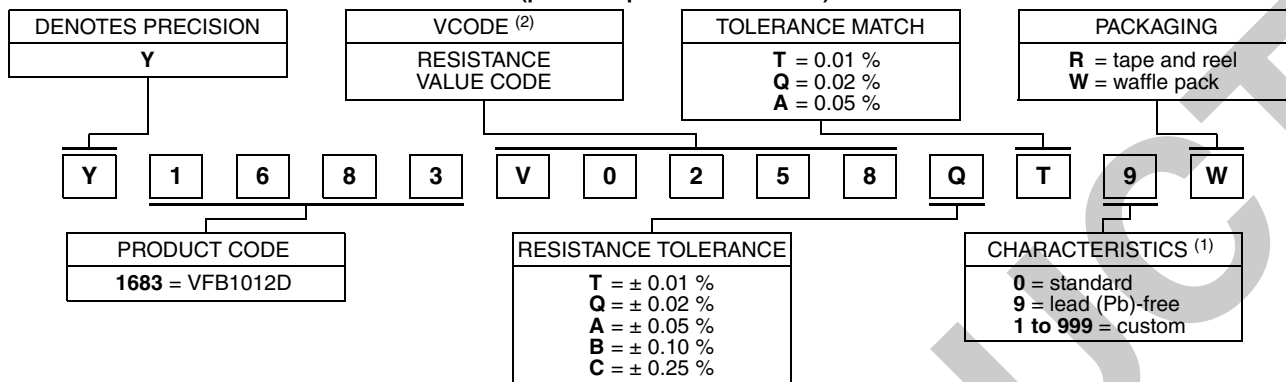 DENOTES PRECISION
Y
VCODE (2)
RESISTANCE
VALUE CODE
TOLERANCE MATCH
T = 0.01 %
Q = 0.02 %
A = 0.05 %
PACKAGING
R = tape and reel
W = waffle pack
Y 1 6 8 3 V 0 2 5 8 Q T 9 W
PRODUCT CODE
1683 = VFB1012D
RESISTANCE TOLERANCE
T = ± 0.01 %
Q = ± 0.02 %
A = ± 0.05 %
B = ± 0.10 %
C = ± 0.25 %
CHARACTERISTICS (1)
0 = standard
9 = lead (Pb)-free
1 to 999 = custom
UCT